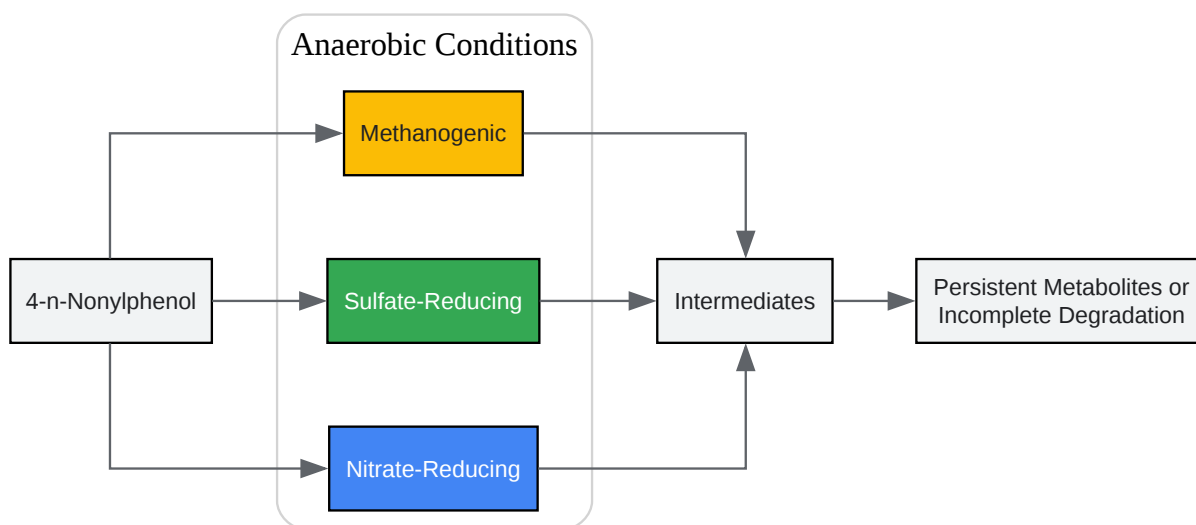 Anaerobic Conditions
Methanogenic
4-n-Nonylphenol
Sulfate-Reducing
Intermediates
Persistent Metabolites or
Incomplete Degradation
Nitrate-Reducing